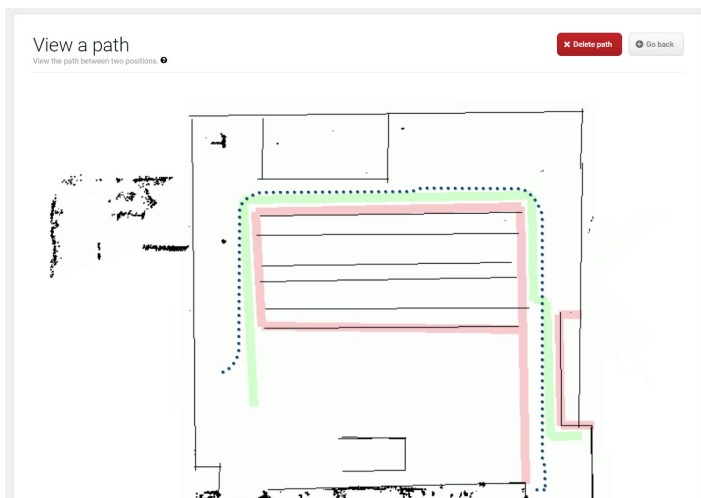 View a path
View the path between two positions.
Delete path
Go back